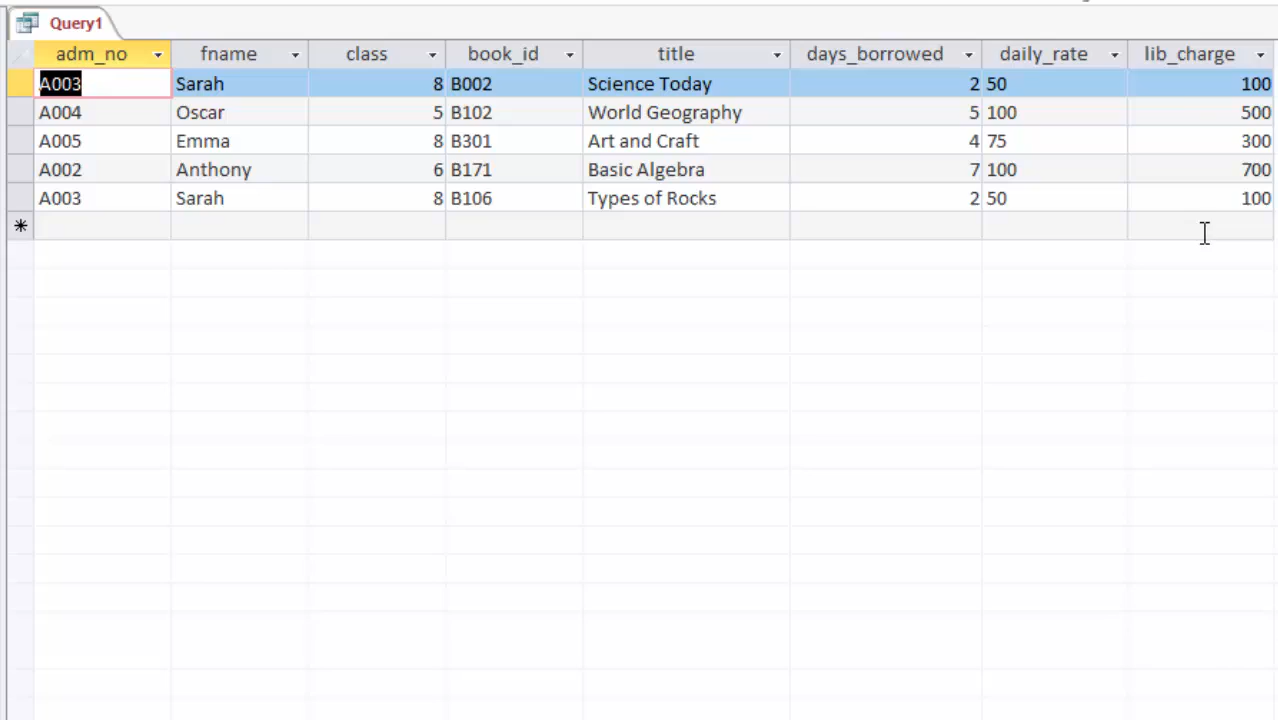 Query1
adm_no fname class book_id title days_borrowed daily_rate lib_charge
A003 Sarah 8 B002 Science Today 2 50 100
A004 Oscar 5 B102 World Geography 5 100 500
A005 Emma 8 B301 Art and Craft 4 75 300
A002 Anthony 6 B171 Basic Algebra 7 100 700
A003 Sarah 8 B106 Types of Rocks 2 50 100
*